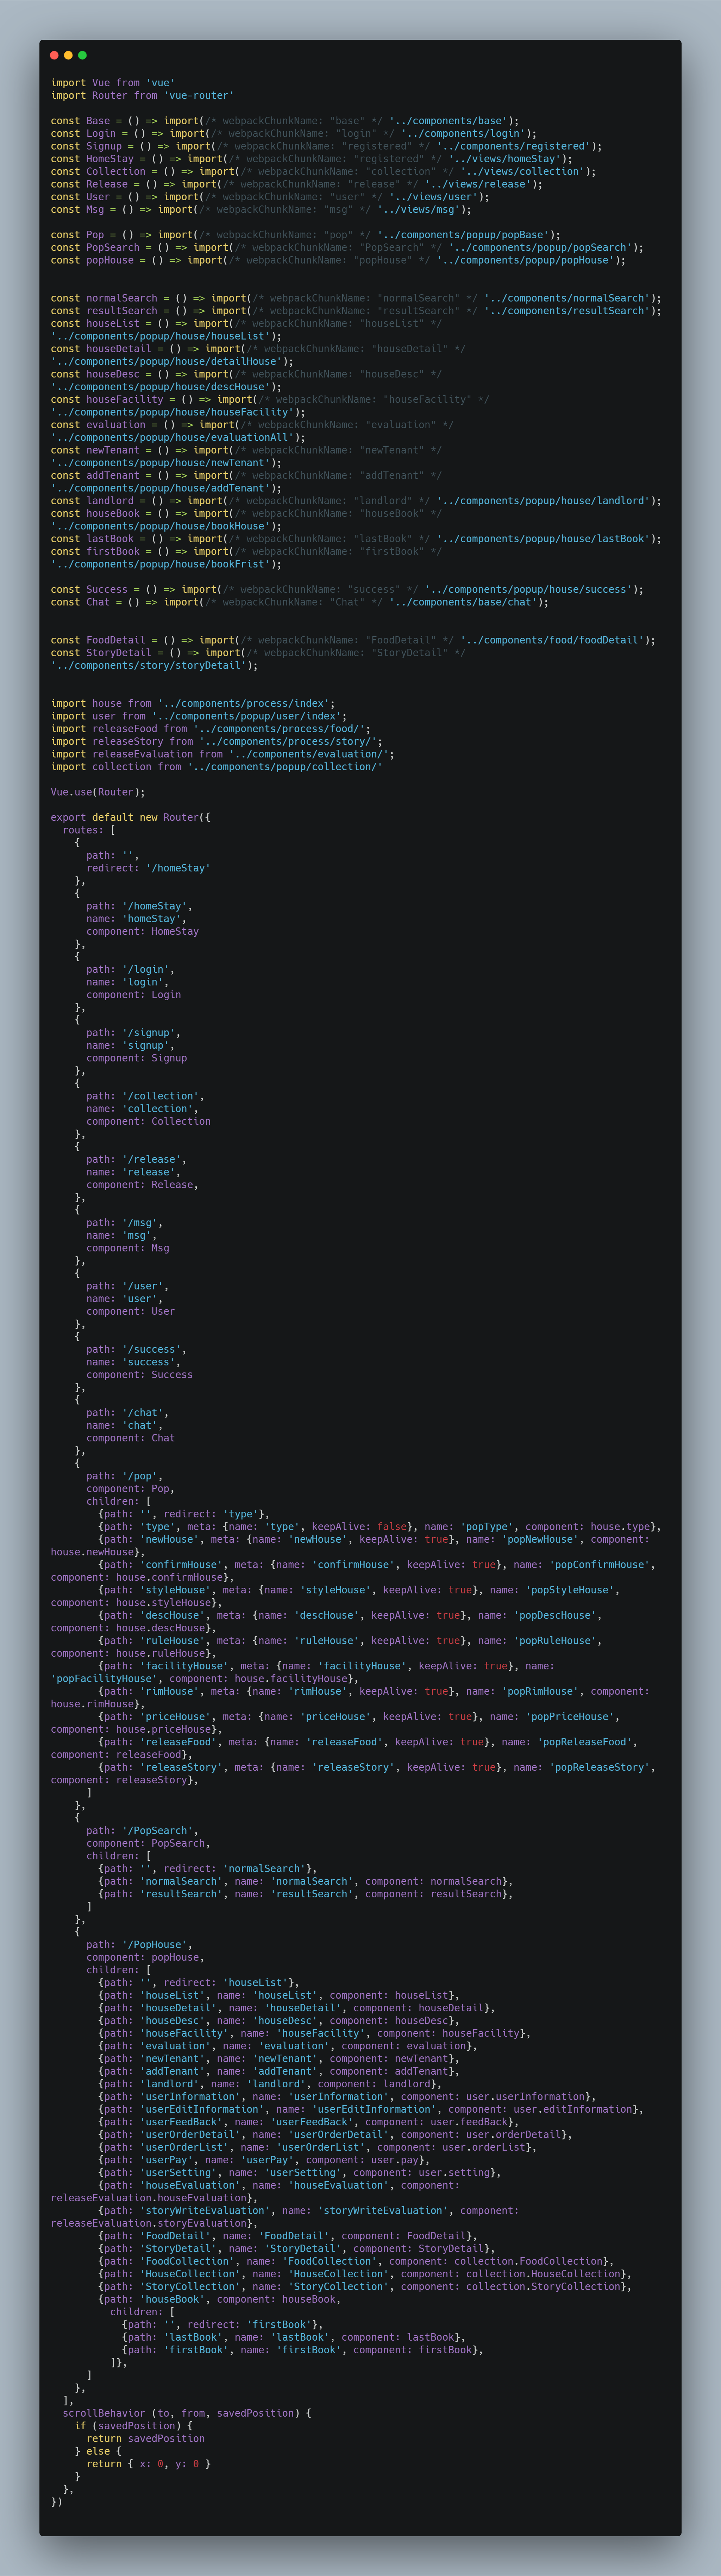 import Vue from 'vue'
import Router from 'vue-router'

const Base = () => import(/* webpackChunkName: "base" */ '../components/base');
const Login = () => import(/* webpackChunkName: "login" */ '../components/login');
const Signup = () => import(/* webpackChunkName: "registered" */ '../components/registered');
const HomeStay = () => import(/* webpackChunkName: "registered" */ '../views/homeStay');
const Collection = () => import(/* webpackChunkName: "collection" */ '../views/collection');
const Release = () => import(/* webpackChunkName: "release" */ '../views/release');
const User = () => import(/* webpackChunkName: "user" */ '../views/user');
const Msg = () => import(/* webpackChunkName: "msg" */ '../views/msg');

const Pop = () => import(/* webpackChunkName: "pop" */ '../components/popup/popBase');
const PopSearch = () => import(/* webpackChunkName: "PopSearch" */ '../components/popup/popSearch');
const popHouse = () => import(/* webpackChunkName: "popHouse" */ '../components/popup/popHouse');


const normalSearch = () => import(/* webpackChunkName: "normalSearch" */ '../components/normalSearch');
const resultSearch = () => import(/* webpackChunkName: "resultSearch" */ '../components/resultSearch');
const houseList = () => import(/* webpackChunkName: "houseList" */
'../components/popup/house/houseList');
const houseDetail = () => import(/* webpackChunkName: "houseDetail" */
'../components/popup/house/detailHouse');
const houseDesc = () => import(/* webpackChunkName: "houseDesc" */
'../components/popup/house/descHouse');
const houseFacility = () => import(/* webpackChunkName: "houseFacility" */
'../components/popup/house/houseFacility');
const evaluation = () => import(/* webpackChunkName: "evaluation" */
'../components/popup/house/evaluationAll');
const newTenant = () => import(/* webpackChunkName: "newTenant" */
'../components/popup/house/newTenant');
const addTenant = () => import(/* webpackChunkName: "addTenant" */
'../components/popup/house/addTenant');
const landlord = () => import(/* webpackChunkName: "landlord" */ '../components/popup/house/landlord');
const houseBook = () => import(/* webpackChunkName: "houseBook" */
'../components/popup/house/bookHouse');
const lastBook = () => import(/* webpackChunkName: "lastBook" */ '../components/popup/house/lastBook');
const firstBook = () => import(/* webpackChunkName: "firstBook" */
'../components/popup/house/bookFrist');

const Success = () => import(/* webpackChunkName: "success" */ '../components/popup/house/success');
const Chat = () => import(/* webpackChunkName: "Chat" */ '../components/base/chat');


const FoodDetail = () => import(/* webpackChunkName: "FoodDetail" */ '../components/food/foodDetail');
const StoryDetail = () => import(/* webpackChunkName: "StoryDetail" */
'../components/story/storyDetail');


import house from '../components/process/index';
import user from '../components/popup/user/index';
import releaseFood from '../components/process/food/';
import releaseStory from '../components/process/story/';
import releaseEvaluation from '../components/evaluation/';
import collection from '../components/popup/collection/'

Vue.use(Router);

export default new Router({
  routes: [
    {
      path: '',
      redirect: '/homeStay'
    },
    {
      path: '/homeStay',
      name: 'homeStay',
      component: HomeStay
    },
    {
      path: '/login',
      name: 'login',
      component: Login
    },
    {
      path: '/signup',
      name: 'signup',
      component: Signup
    },
    {
      path: '/collection',
      name: 'collection',
      component: Collection
    },
    {
      path: '/release',
      name: 'release',
      component: Release,
    },
    {
      path: '/msg',
      name: 'msg',
      component: Msg
    },
    {
      path: '/user',
      name: 'user',
      component: User
    },
    {
      path: '/success',
      name: 'success',
      component: Success
    },
    {
      path: '/chat',
      name: 'chat',
      component: Chat
    },
    {
      path: '/pop',
      component: Pop,
      children: [
        {path: '', redirect: 'type'},
        {path: 'type', meta: {name: 'type', keepAlive: false}, name: 'popType', component: house.type},
        {path: 'newHouse', meta: {name: 'newHouse', keepAlive: true}, name: 'popNewHouse', component:
house.newHouse},
        {path: 'confirmHouse', meta: {name: 'confirmHouse', keepAlive: true}, name: 'popConfirmHouse',
component: house.confirmHouse},
        {path: 'styleHouse', meta: {name: 'styleHouse', keepAlive: true}, name: 'popStyleHouse',
component: house.styleHouse},
        {path: 'descHouse', meta: {name: 'descHouse', keepAlive: true}, name: 'popDescHouse',
component: house.descHouse},
        {path: 'ruleHouse', meta: {name: 'ruleHouse', keepAlive: true}, name: 'popRuleHouse',
component: house.ruleHouse},
        {path: 'facilityHouse', meta: {name: 'facilityHouse', keepAlive: true}, name:
'popFacilityHouse', component: house.facilityHouse},
        {path: 'rimHouse', meta: {name: 'rimHouse', keepAlive: true}, name: 'popRimHouse', component:
house.rimHouse},
        {path: 'priceHouse', meta: {name: 'priceHouse', keepAlive: true}, name: 'popPriceHouse',
component: house.priceHouse},
        {path: 'releaseFood', meta: {name: 'releaseFood', keepAlive: true}, name: 'popReleaseFood',
component: releaseFood},
        {path: 'releaseStory', meta: {name: 'releaseStory', keepAlive: true}, name: 'popReleaseStory',
component: releaseStory},
      ]
    },
    {
      path: '/PopSearch',
      component: PopSearch,
      children: [
        {path: '', redirect: 'normalSearch'},
        {path: 'normalSearch', name: 'normalSearch', component: normalSearch},
        {path: 'resultSearch', name: 'resultSearch', component: resultSearch},
      ]
    },
    {
      path: '/PopHouse',
      component: popHouse,
      children: [
        {path: '', redirect: 'houseList'},
        {path: 'houseList', name: 'houseList', component: houseList},
        {path: 'houseDetail', name: 'houseDetail', component: houseDetail},
        {path: 'houseDesc', name: 'houseDesc', component: houseDesc},
        {path: 'houseFacility', name: 'houseFacility', component: houseFacility},
        {path: 'evaluation', name: 'evaluation', component: evaluation},
        {path: 'newTenant', name: 'newTenant', component: newTenant},
        {path: 'addTenant', name: 'addTenant', component: addTenant},
        {path: 'landlord', name: 'landlord', component: landlord},
        {path: 'userInformation', name: 'userInformation', component: user.userInformation},
        {path: 'userEditInformation', name: 'userEditInformation', component: user.editInformation},
        {path: 'userFeedBack', name: 'userFeedBack', component: user.feedBack},
        {path: 'userOrderDetail', name: 'userOrderDetail', component: user.orderDetail},
        {path: 'userOrderList', name: 'userOrderList', component: user.orderList},
        {path: 'userPay', name: 'userPay', component: user.pay},
        {path: 'userSetting', name: 'userSetting', component: user.setting},
        {path: 'houseEvaluation', name: 'houseEvaluation', component:
releaseEvaluation.houseEvaluation},
        {path: 'storyWriteEvaluation', name: 'storyWriteEvaluation', component:
releaseEvaluation.storyEvaluation},
        {path: 'FoodDetail', name: 'FoodDetail', component: FoodDetail},
        {path: 'StoryDetail', name: 'StoryDetail', component: StoryDetail},
        {path: 'FoodCollection', name: 'FoodCollection', component: collection.FoodCollection},
        {path: 'HouseCollection', name: 'HouseCollection', component: collection.HouseCollection},
        {path: 'StoryCollection', name: 'StoryCollection', component: collection.StoryCollection},
        {path: 'houseBook', component: houseBook,
          children: [
            {path: '', redirect: 'firstBook'},
            {path: 'lastBook', name: 'lastBook', component: lastBook},
            {path: 'firstBook', name: 'firstBook', component: firstBook},
          ]},
      ]
    },
  ],
  scrollBehavior (to, from, savedPosition) {
    if (savedPosition) {
      return savedPosition
    } else {
      return { x: 0, y: 0 }
    }
  },
})